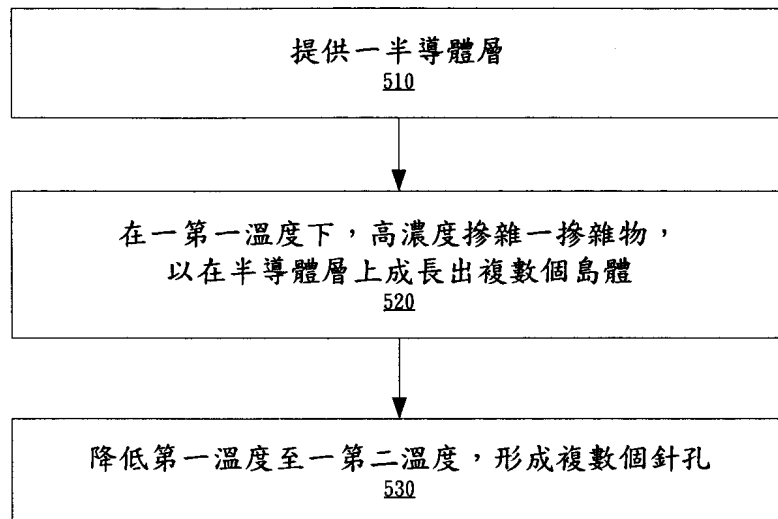 提供一半導體層
510
在一第一溫度下，高濃度摻雜一摻雜物，
以在半導體層上成長出複數個島體
520
降低第一溫度至一第二溫度，形成複數個針孔
530